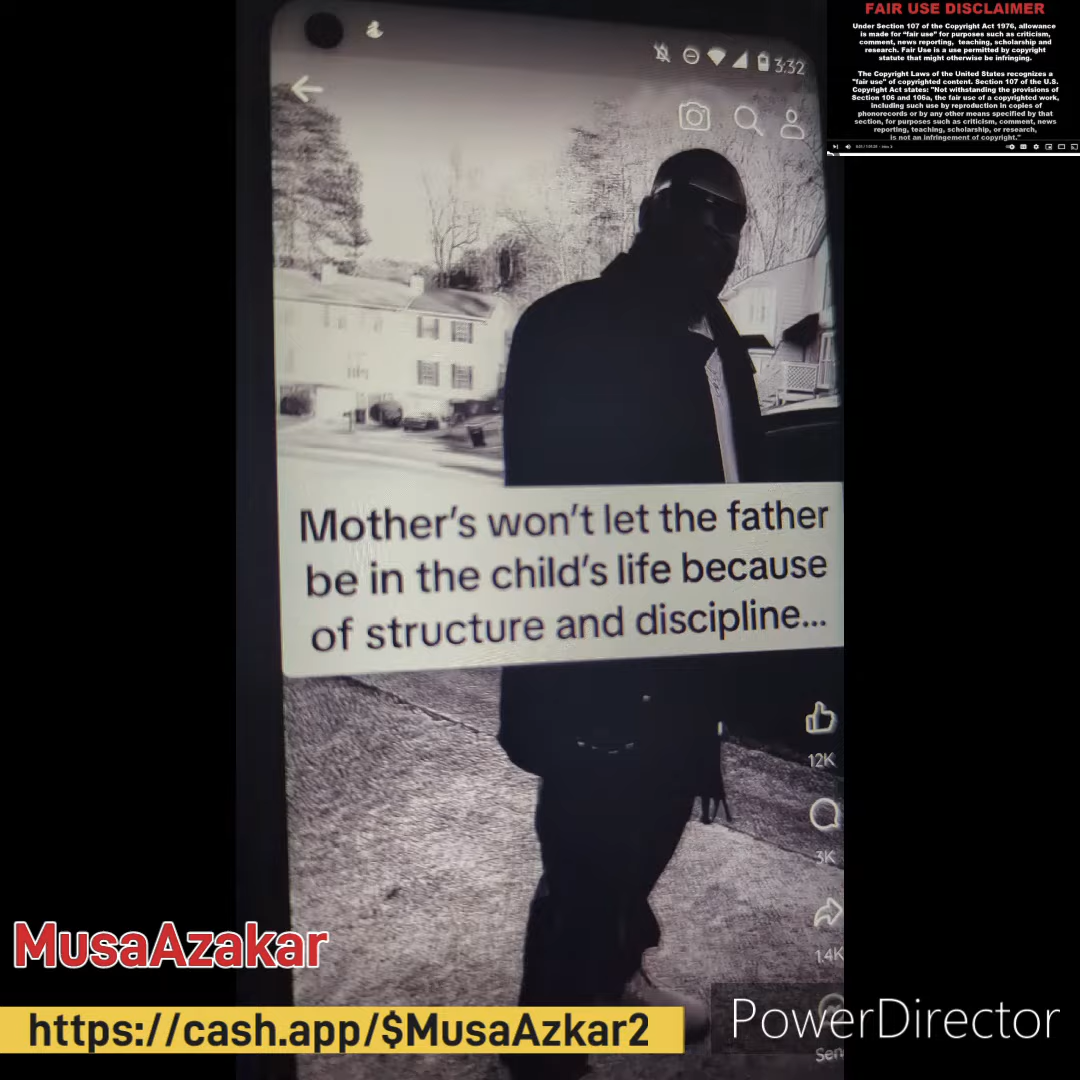 FAIR USE DISCLAIMER
Under Section 107 of the Copyright Act 1976, allowance
is made for "fair use" for purposes such as criticism,
comment, news reporting, teaching, scholarship and
research. Fair use is a use permitted by copyright
statute that might otherwise be infringing.
The Copyright Laws of the United States recognizes a
"fair use" of copyrighted content. Section 107 of the U.S.
Copyright Act states: "Not withstanding the provisions of
Section 106 and 106a, the fair use of a copyrighted work,
including such use by reproduction in copies of
phonorecords or by any other means specified by that
section, for purposes such as criticism, comment, news
reporting, teaching, scholarship, or research,
is not an infringement of copyright."
3:32
Mother's won't let the father
be in the child's life because
of structure and discipline...
12K
3K
1.4K
Sen
MusaAzakar
https://cash.app/$MusaAzkar2
PowerDirector